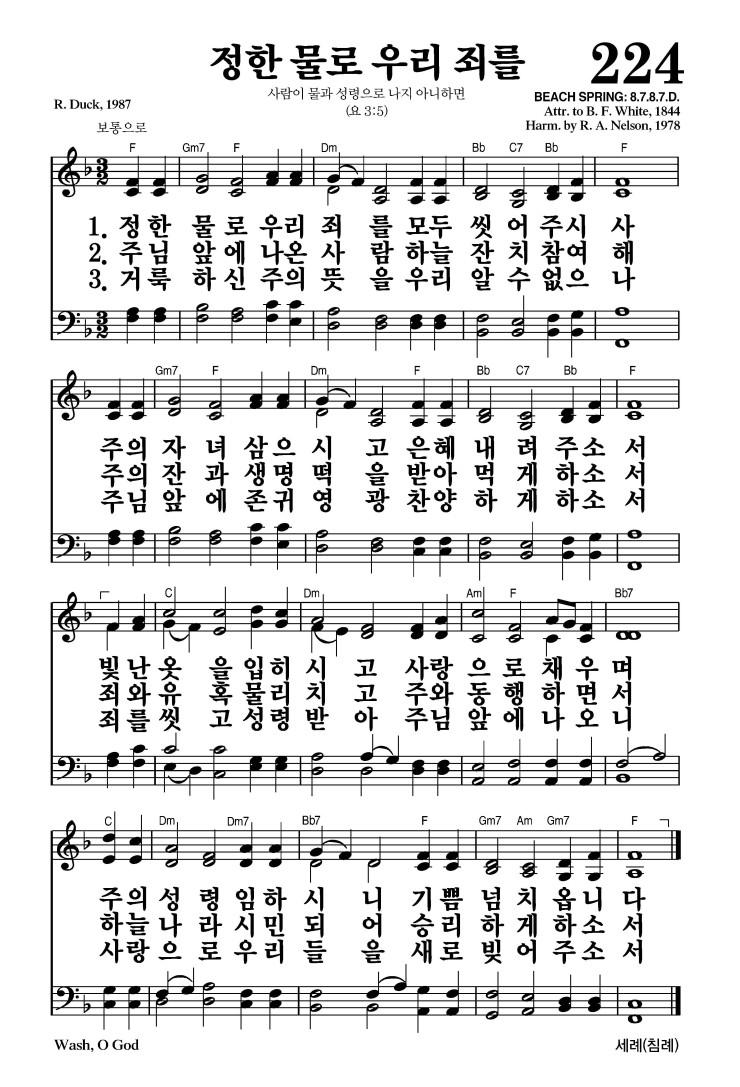 정한 물로 우리 죄를 224
사람이 물과 성령으로 나지 아니하면
(요 3:5)
R. Duck, 1987
보통으로
BEACH SPRING: 8.7.8.7.D.
Attr. to B. F. White, 1844
Harm. by R. A. Nelson, 1978
F Gm7 F Dm Bb C7 Bb F
1. 정한 물로 우리 죄를 모두 씻어 주시 사
2. 주님 앞에 나온 사람 하늘 잔치 참여 해
3. 거룩 하신 주의 뜻을 우리 알 수 없으 나
Gm7 F Dm F Bb C7 Bb F
주의 자녀 삼으시고 은혜 내려 주소서
주의 잔과 생명떡을 받아 먹게 하소서
주님 앞에 존귀 영광 찬양 하게 하소서
C Dm Am F Bb7
빛난 옷을 입히시고 사랑으로 채우며
죄와 유혹 물리치고 주와 동행하면서
죄를 씻고 성령 받아 주님 앞에 나오니
C Dm Dm7 Bb7 F Gm7 Am Gm7 F
주의 성령 임하시니 기쁨 넘치옵니다
하늘나라 시민 되어 승리하게 하소서
사랑으로 우리들을 새로 빚어 주소서
Wash, O God 세례(침례)